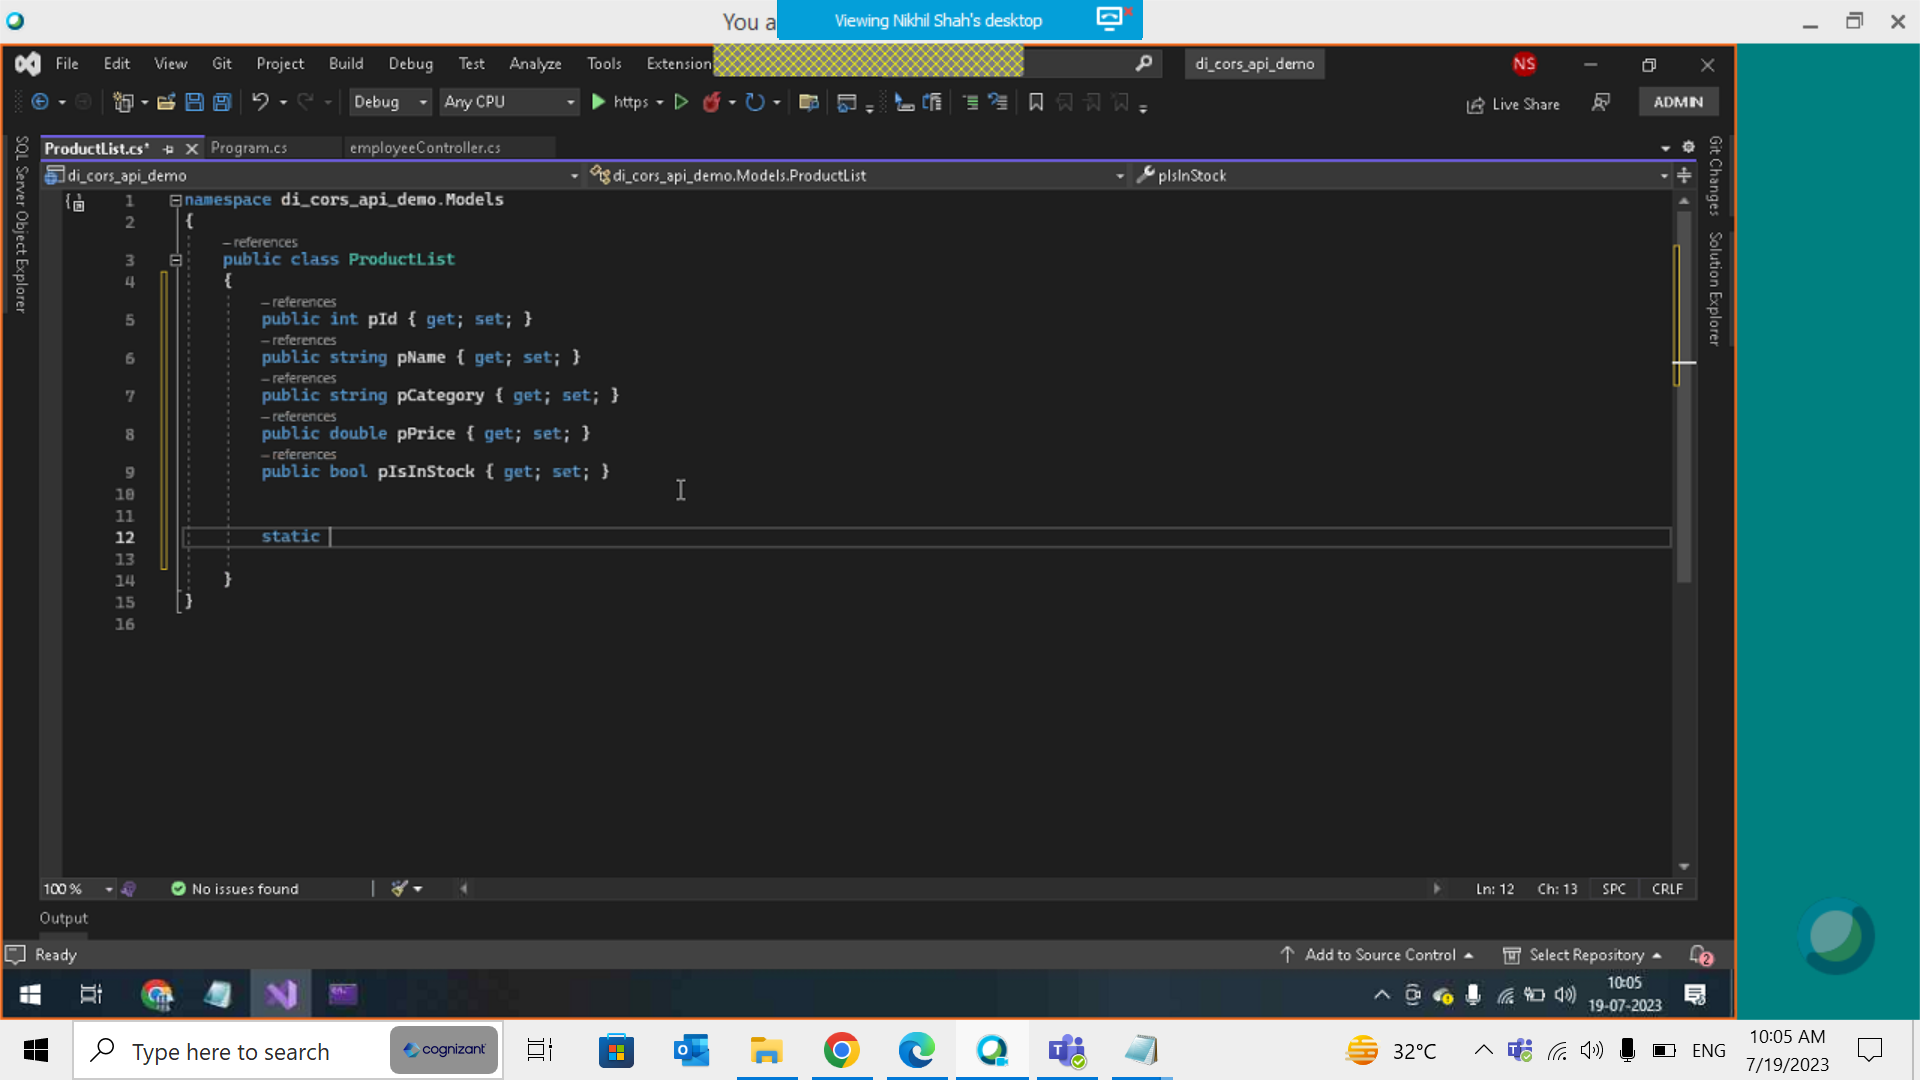 You a
Viewing Nikhil Shah's desktop
File Edit View Git Project Build Debug Test Analyze Tools Extension
di_cors_api_demo
NS
Debug Any CPU https Live Share ADMIN
SQL Server Object Explorer
ProductList.cs* Program.cs employeeController.cs
di_cors_api_demo di_cors_api_demo.Models.ProductList pIsInStock
Git Changes
Solution Explorer
1 namespace di_cors_api_demo.Models
2 {
– references
3 public class ProductList
4 {
– references
5 public int pId { get; set; }
– references
6 public string pName { get; set; }
– references
7 public string pCategory { get; set; }
– references
8 public double pPrice { get; set; }
– references
9 public bool pIsInStock { get; set; }
10
11
12 static
13
14 }
15 }
16
100 % No issues found Ln: 12 Ch: 13 SPC CRLF
Output
Ready Add to Source Control Select Repository 2
10:05
19-07-2023
Type here to search cognizant 32°C ENG
10:05 AM
7/19/2023